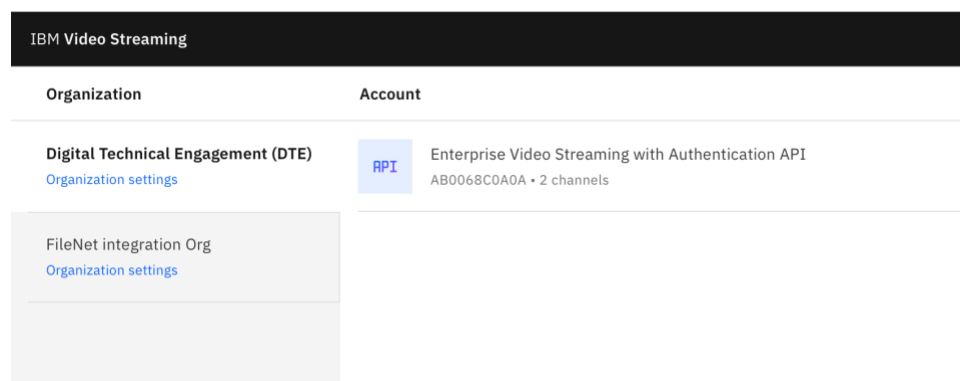 IBM Video Streaming
Organization
Account
Digital Technical Engagement (DTE)
Organization settings
API
Enterprise Video Streaming with Authentication API
AB0068C0A0A • 2 channels
FileNet integration Org
Organization settings